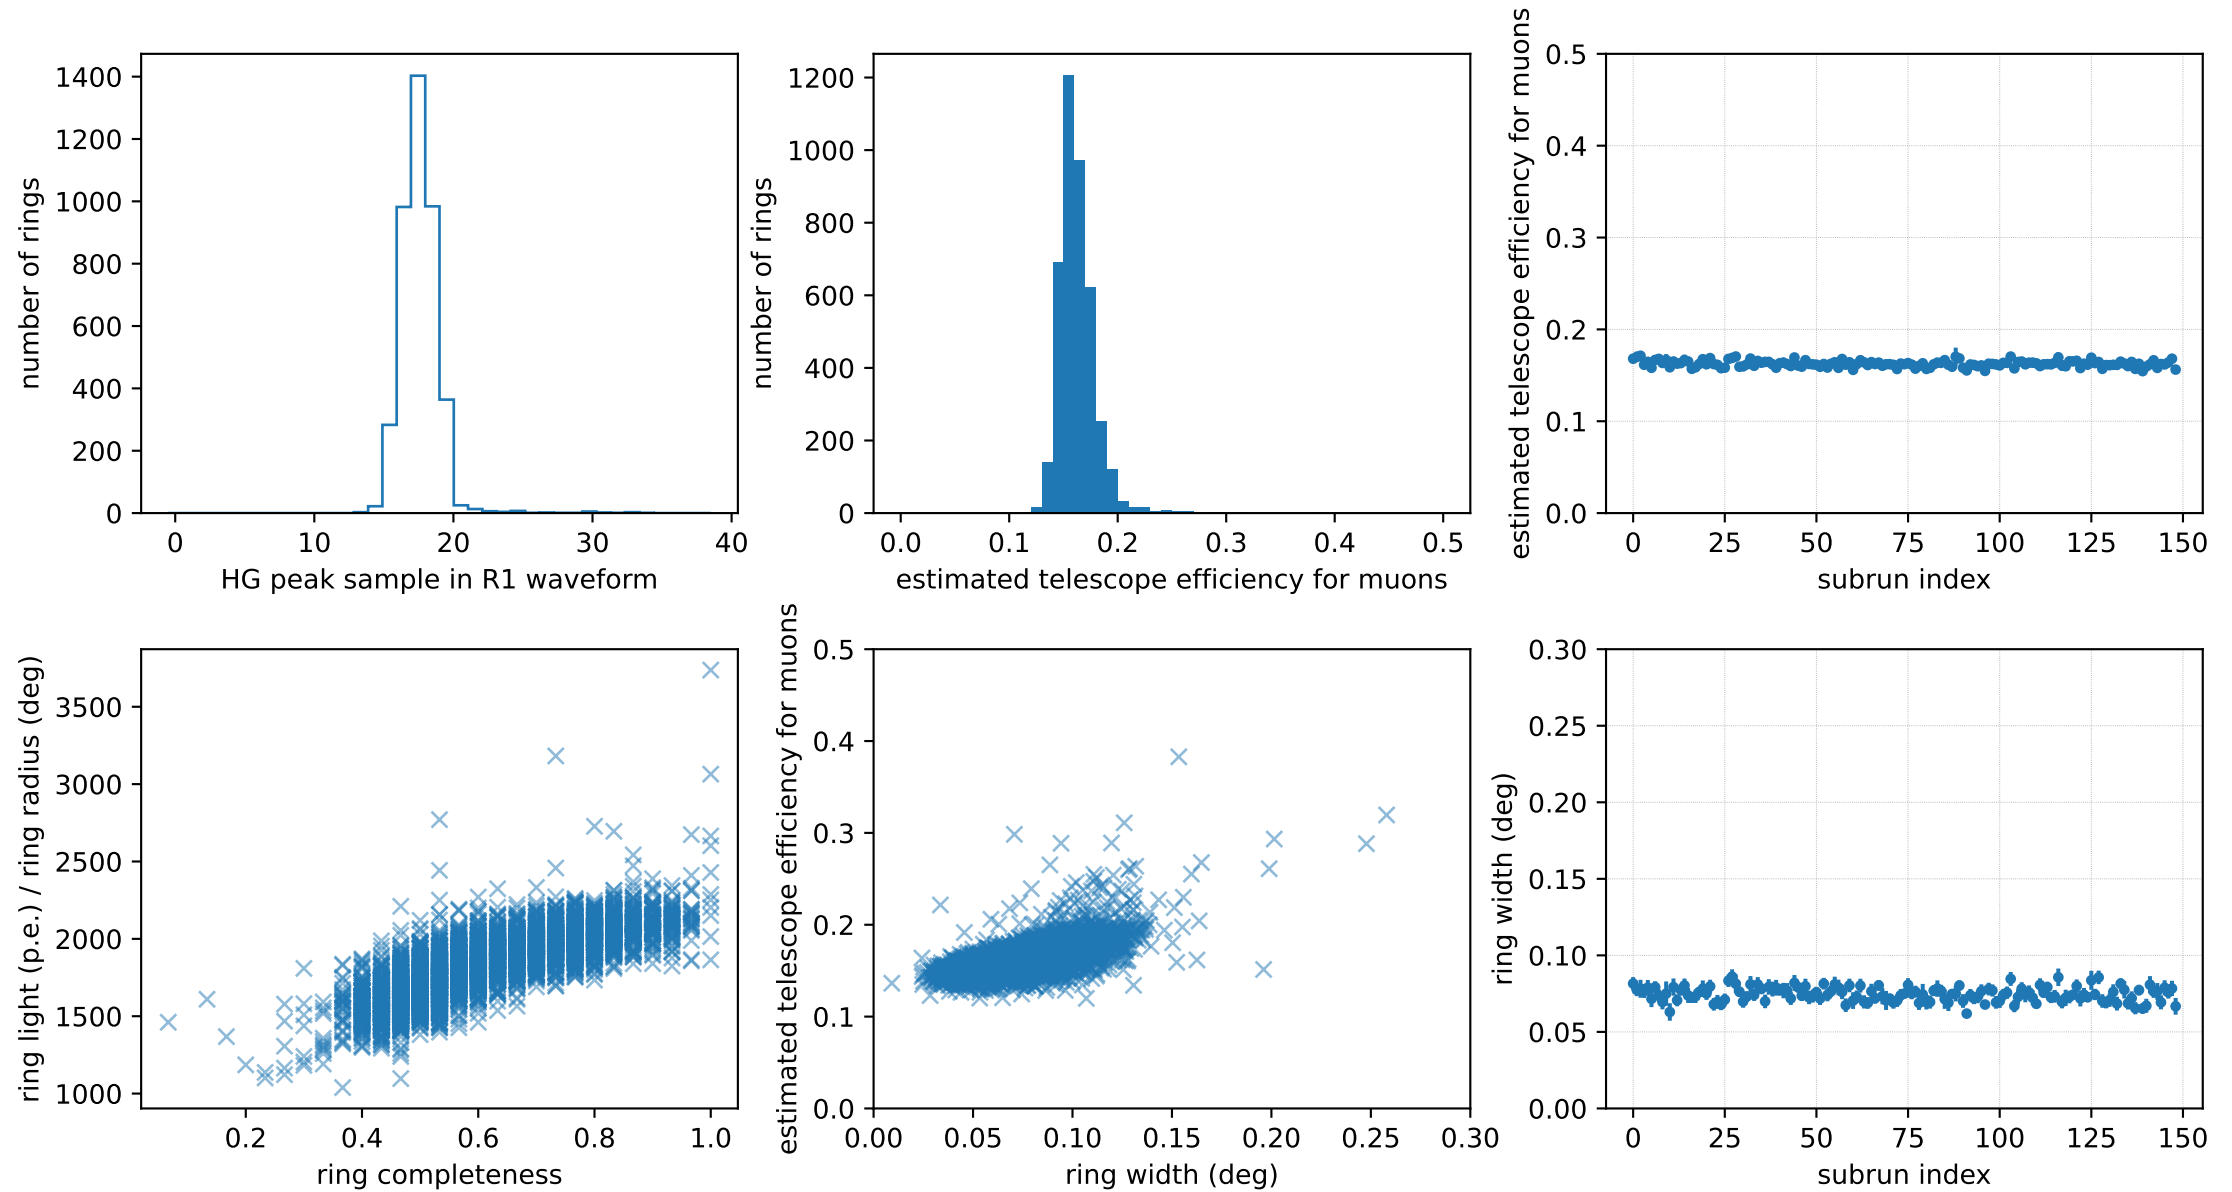 1400
1200
1000
800
600
400
200
0
number of rings
0 10 20 30 40
HG peak sample in R1 waveform
1200
1000
800
600
400
200
0
number of rings
0.0 0.1 0.2 0.3 0.4 0.5
estimated telescope efficiency for muons
0.5
0.4
0.3
0.2
0.1
0.0
estimated telescope efficiency for muons
0 25 50 75 100 125 150
subrun index
3500
3000
2500
2000
1500
1000
ring light (p.e.) / ring radius (deg)
0.2 0.4 0.6 0.8 1.0
ring completeness
0.5
0.4
0.3
0.2
0.1
0.0
estimated telescope efficiency for muons
0.00 0.05 0.10 0.15 0.20 0.25 0.30
ring width (deg)
0.30
0.25
0.20
0.15
0.10
0.05
0.00
ring width (deg)
0 25 50 75 100 125 150
subrun index